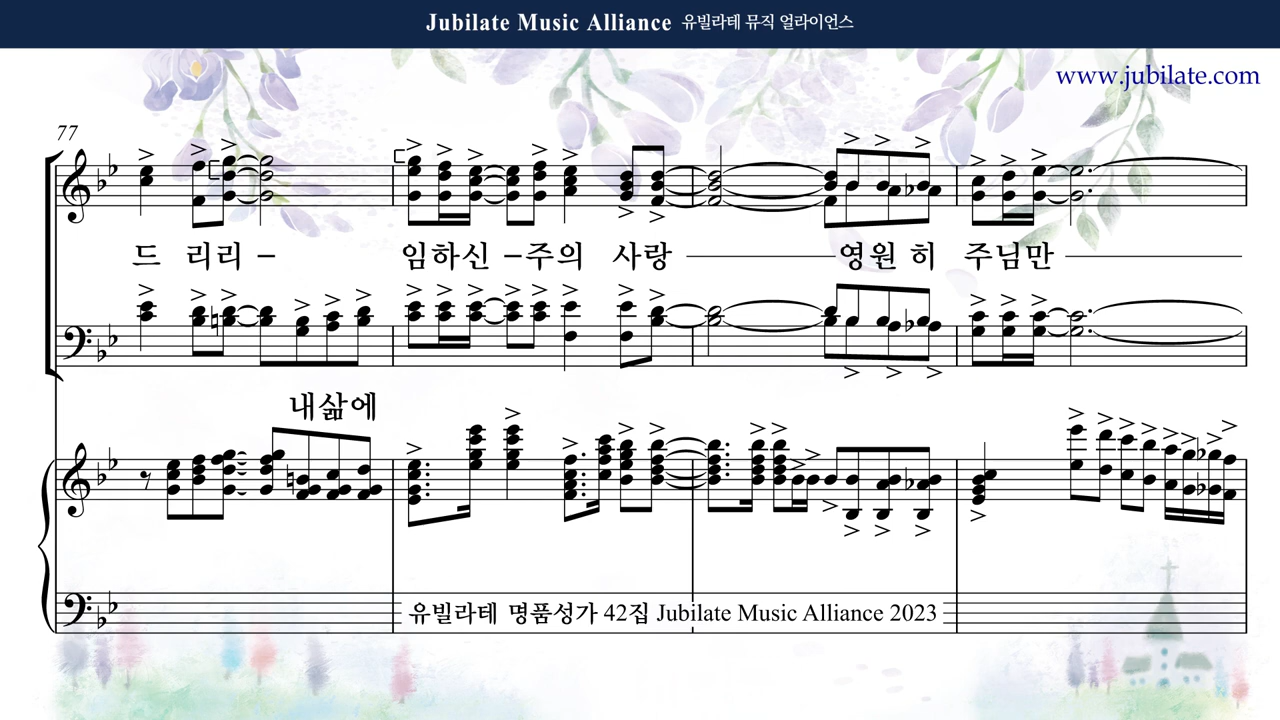 Jubilate Music Alliance 유빌라테 뮤직 얼라이언스
www.jubilate.com
77
드 리리 – 임하신 –주의 사랑 영원 히 주님만
내삶에
유빌라테 명품성가 42집 Jubilate Music Alliance 2023